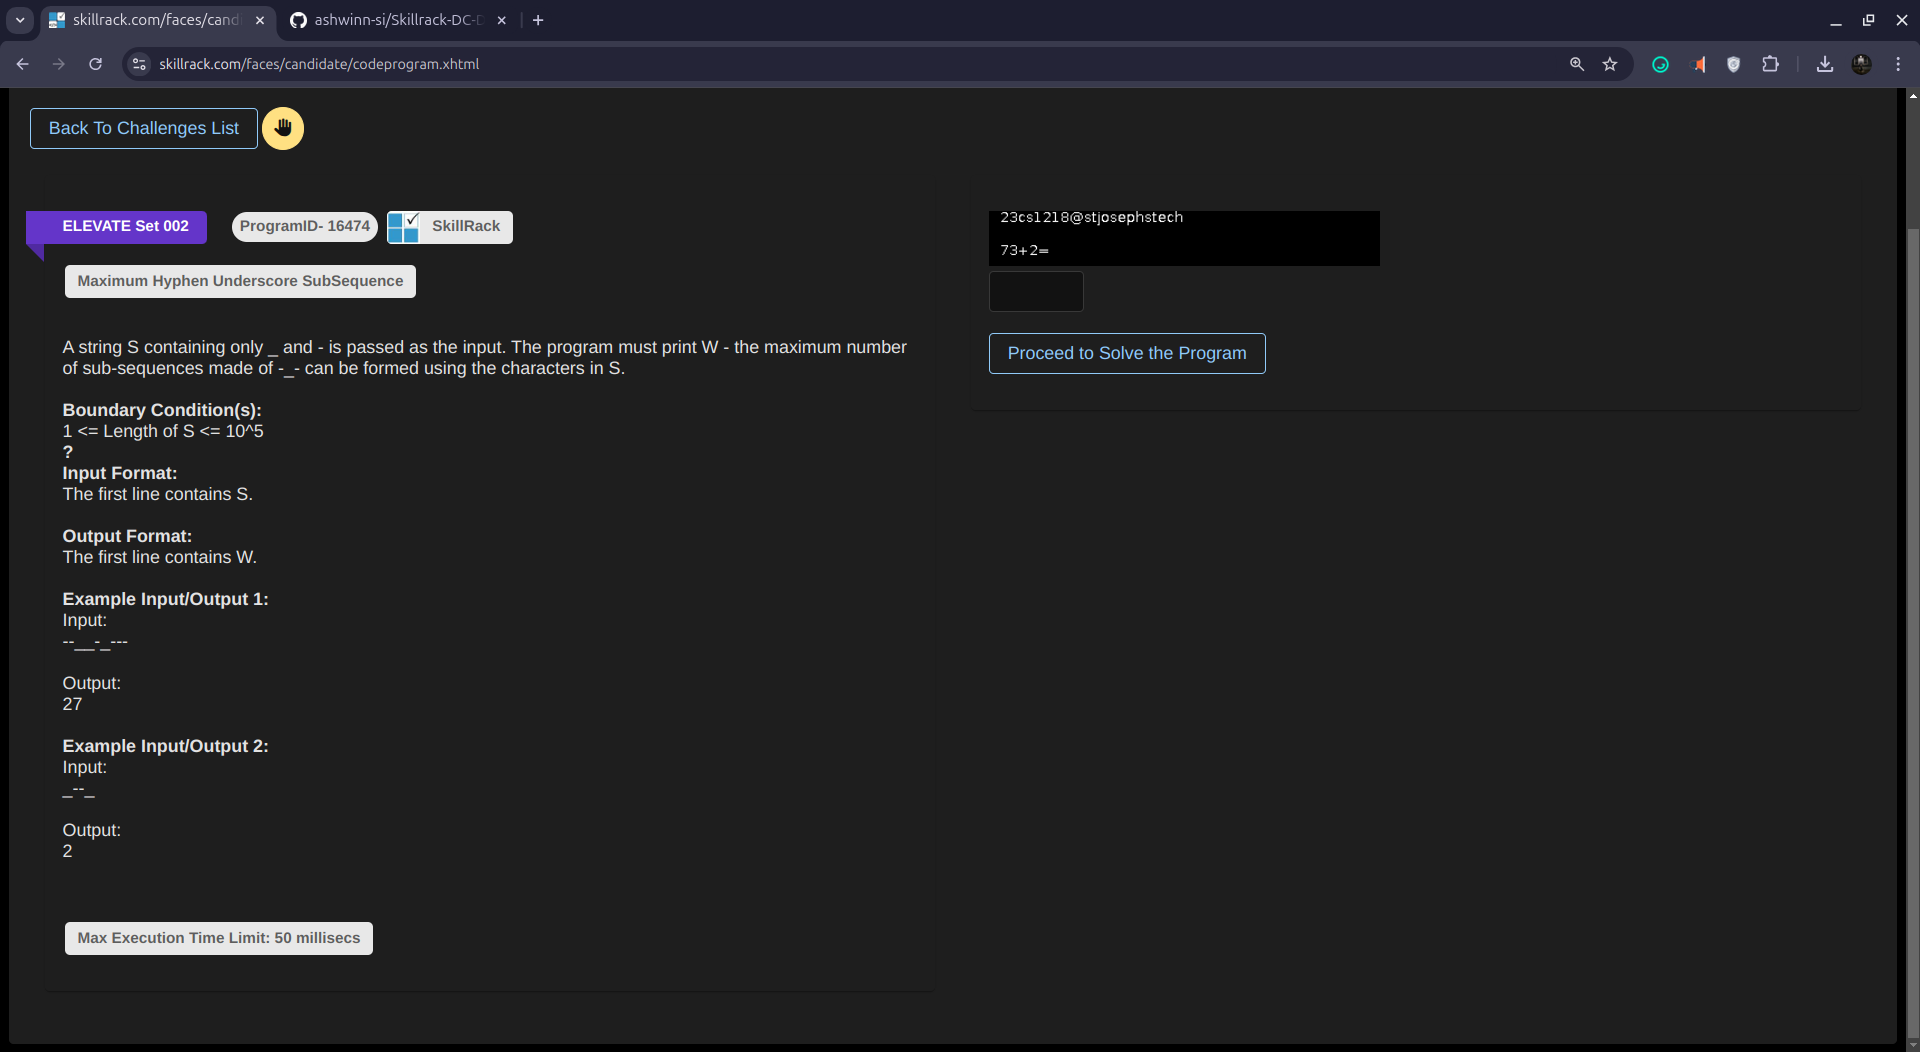 skillrack.com/faces/candi
ashwinn-si/Skillrack-DC-D
skillrack.com/faces/candidate/codeprogram.xhtml
Back To Challenges List
ELEVATE Set 002
ProgramID- 16474
SkillRack
Maximum Hyphen Underscore SubSequence
A string S containing only _ and - is passed as the input. The program must print W - the maximum number
of sub-sequences made of -_- can be formed using the characters in S.
Boundary Condition(s):
1 <= Length of S <= 10^5
?
Input Format:
The first line contains S.
Output Format:
The first line contains W.
Example Input/Output 1:
Input:
--__-_---
Output:
27
Example Input/Output 2:
Input:
_--_
Output:
2
Max Execution Time Limit: 50 millisecs
23cs1218@stjosephstech
73+2=
Proceed to Solve the Program